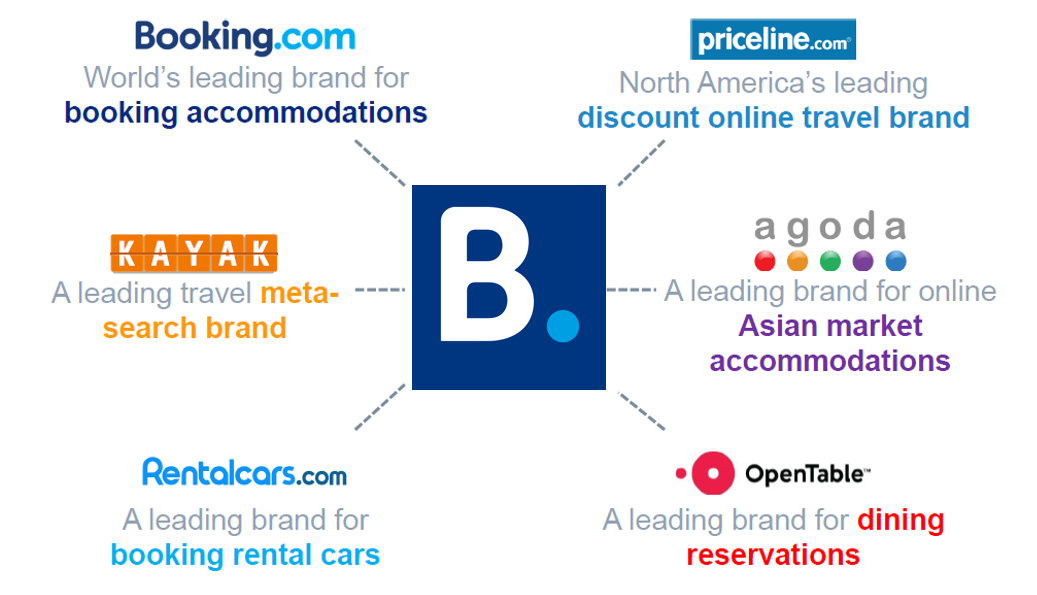 Booking.com
World's leading brand for
booking accommodations
priceline.com®
North America's leading
discount online travel brand
KAYAK
A leading travel meta-
search brand
B.
agoda
A leading brand for online
Asian market
accommodations
Rentalcars.com
A leading brand for
booking rental cars
OpenTable™
A leading brand for dining
reservations